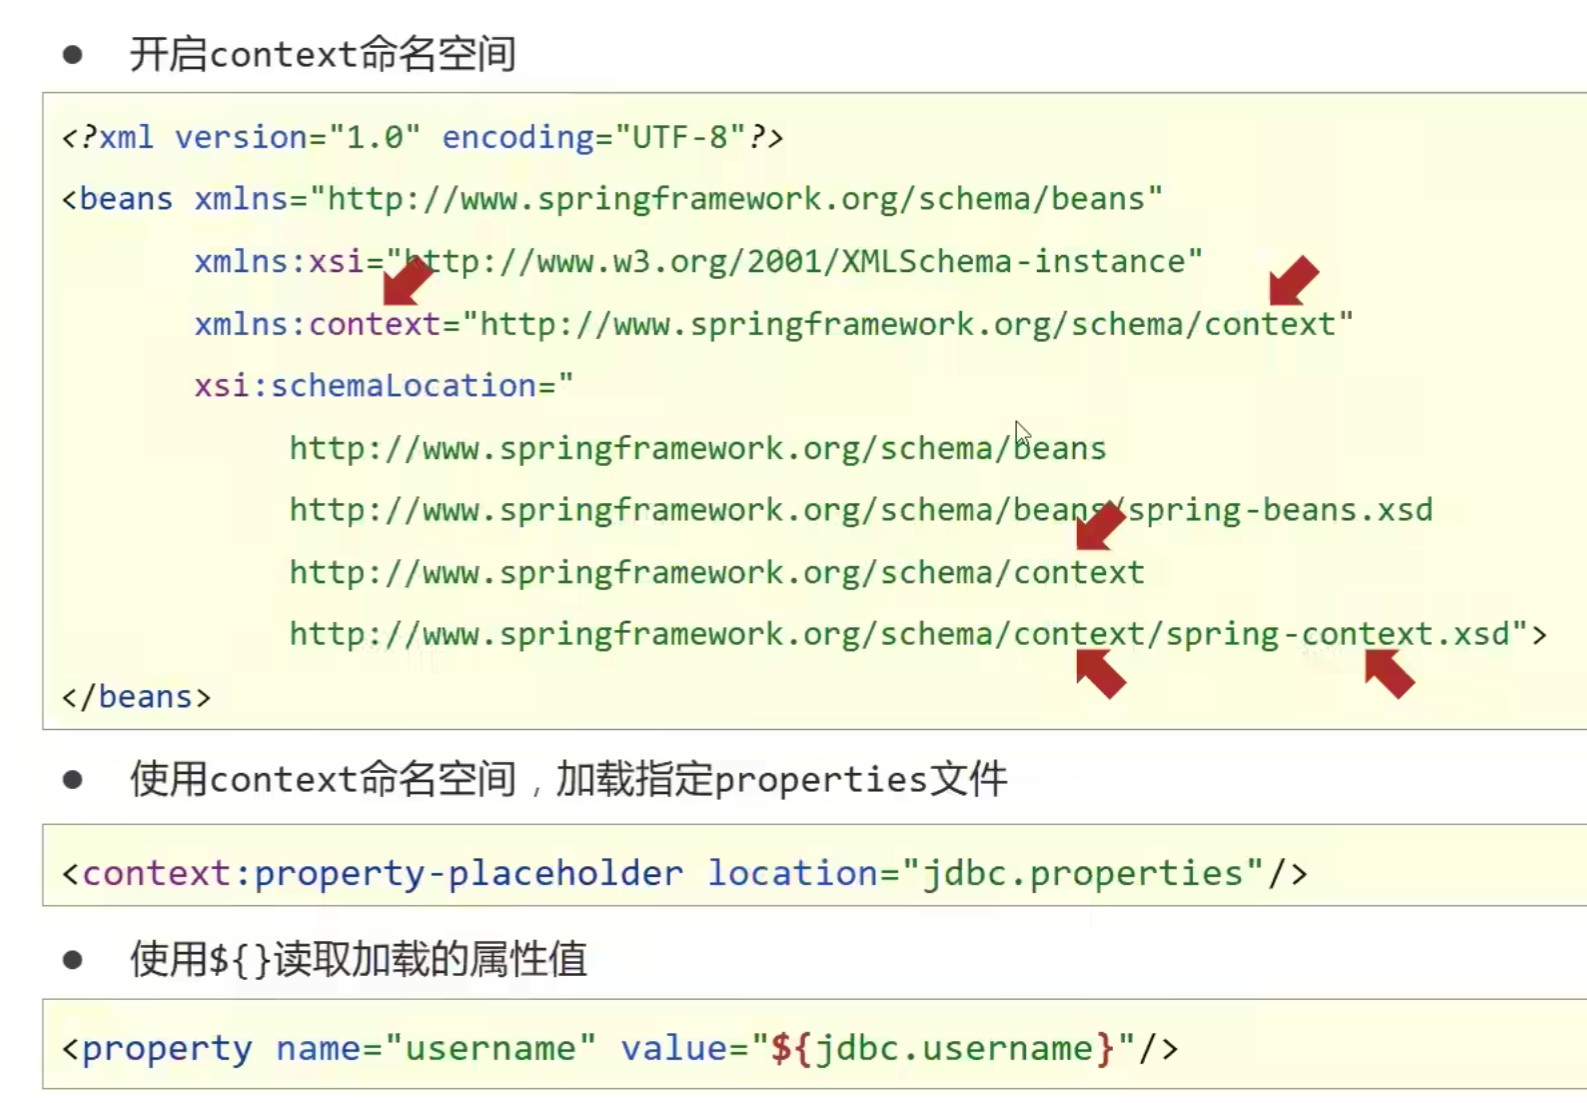 ● 开启context命名空间
<?xml version="1.0" encoding="UTF-8"?>
<beans xmlns="http://www.springframework.org/schema/beans"
xmlns:xsi="http://www.w3.org/2001/XMLSchema-instance"
xmlns:context="http://www.springframework.org/schema/context"
xsi:schemaLocation="
http://www.springframework.org/schema/beans
http://www.springframework.org/schema/beans/spring-beans.xsd
http://www.springframework.org/schema/context
http://www.springframework.org/schema/context/spring-context.xsd">
</beans>
● 使用context命名空间，加载指定properties文件
<context:property-placeholder location="jdbc.properties"/>
● 使用${}读取加载的属性值
<property name="username" value="${jdbc.username}"/>